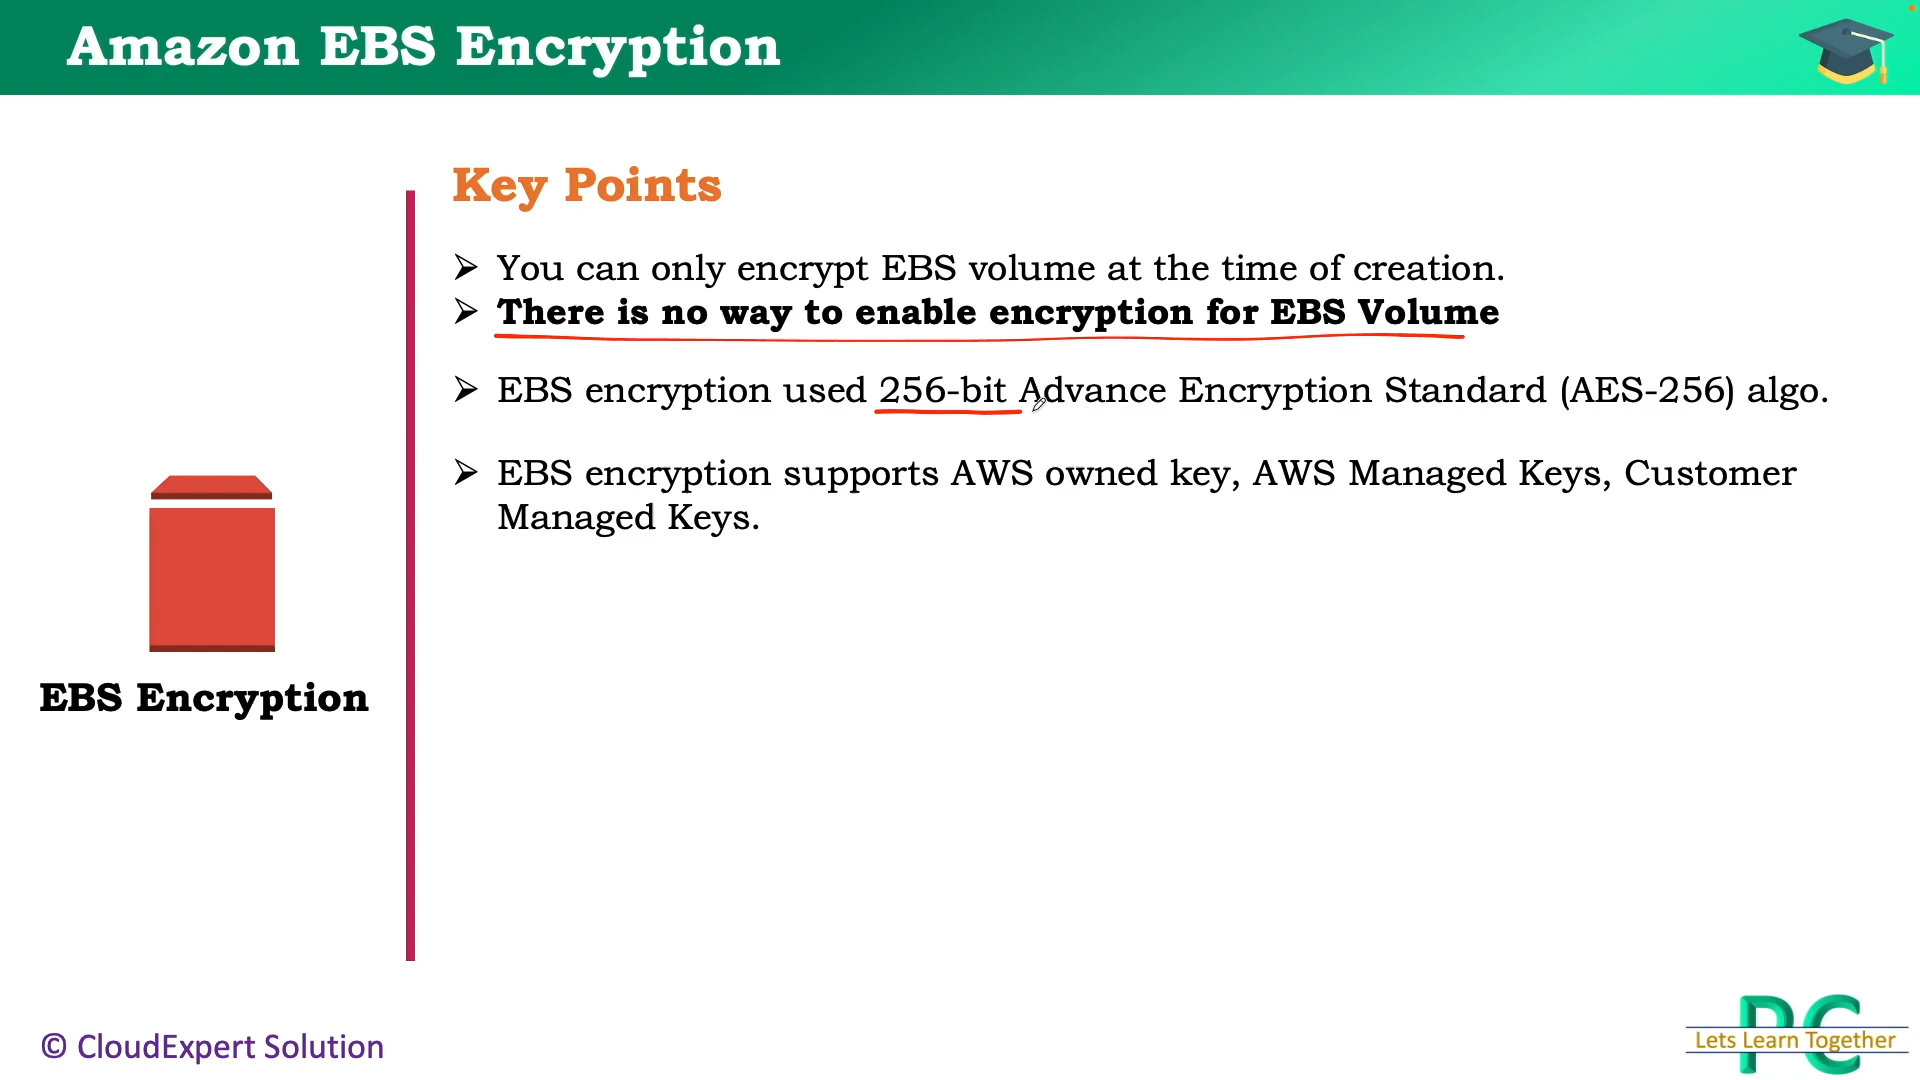 Amazon EBS Encryption
Key Points
You can only encrypt EBS volume at the time of creation.
There is no way to enable encryption for EBS Volume
EBS encryption used 256-bit Advance Encryption Standard (AES-256) algo.
EBS encryption supports AWS owned key, AWS Managed Keys, Customer
Managed Keys.
EBS Encryption
© CloudExpert Solution
PC
Lets Learn Together